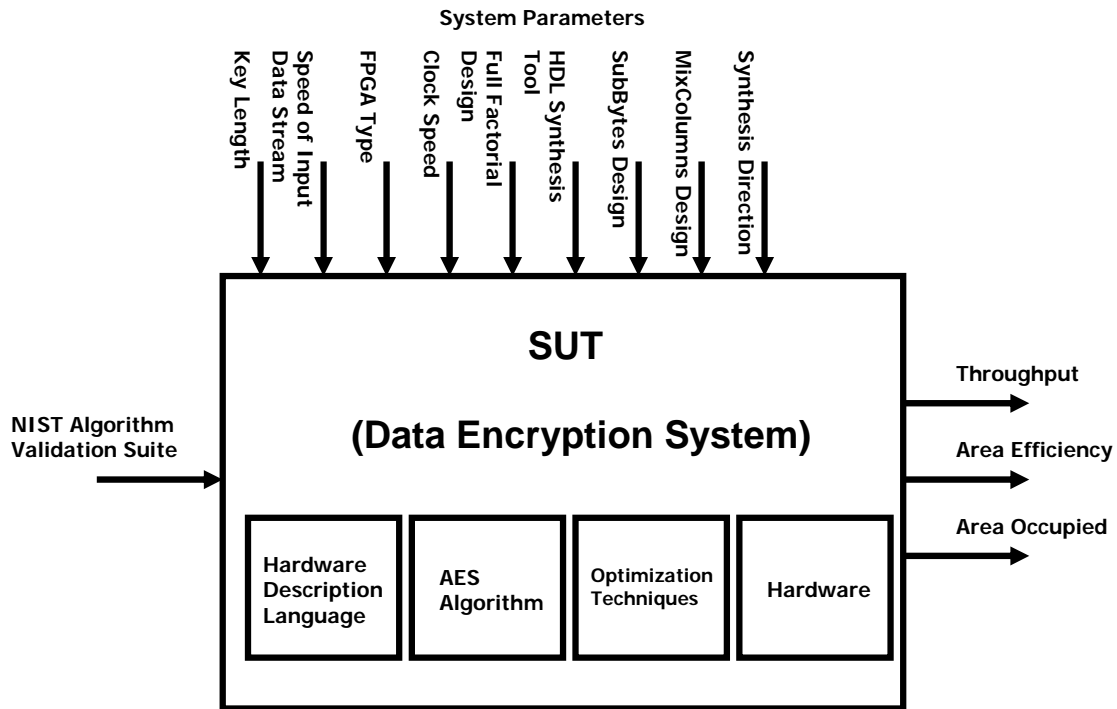 System Parameters
Key Length
Speed of Input
Data Stream
FPGA Type
Clock Speed
Full Factorial
Design
HDL Synthesis
Tool
SubBytes Design
MixColumns Design
Synthesis Direction
SUT
(Data Encryption System)
NIST Algorithm
Validation Suite
Throughput
Area Efficiency
Area Occupied
Hardware
Description
Language
AES
Algorithm
Optimization
Techniques
Hardware